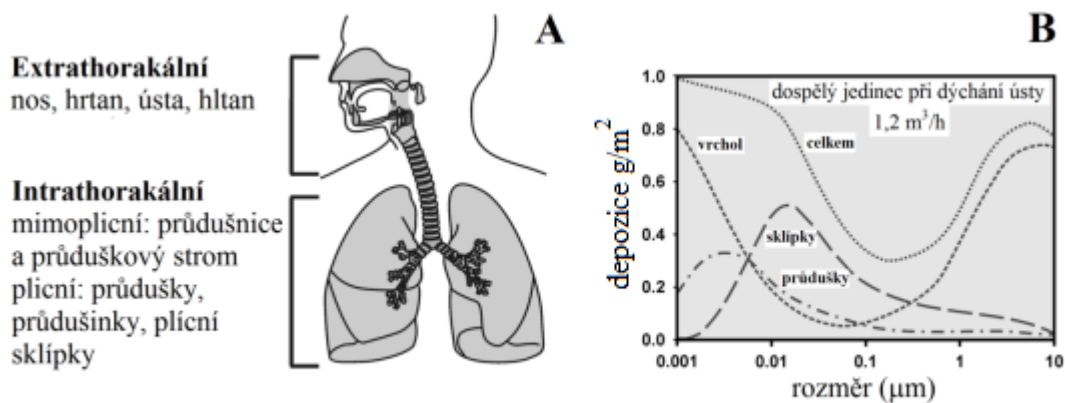 A
Extrathorakální
nos, hrtan, ústa, hltan
Intrathorakální
mimoplicní: průdušnice
a průduškový strom
plicní: průdušky,
průdušinky, plícní
sklípky
B
depozice g/m²
1.0
0.8
0.6
0.4
0.2
0.0
dospělý jedinec při dýchání ústy
1,2 m³/h
vrchol
celkem
sklípky
průdušky
0.001
0.01
0.1
1
10
rozměr (μm)